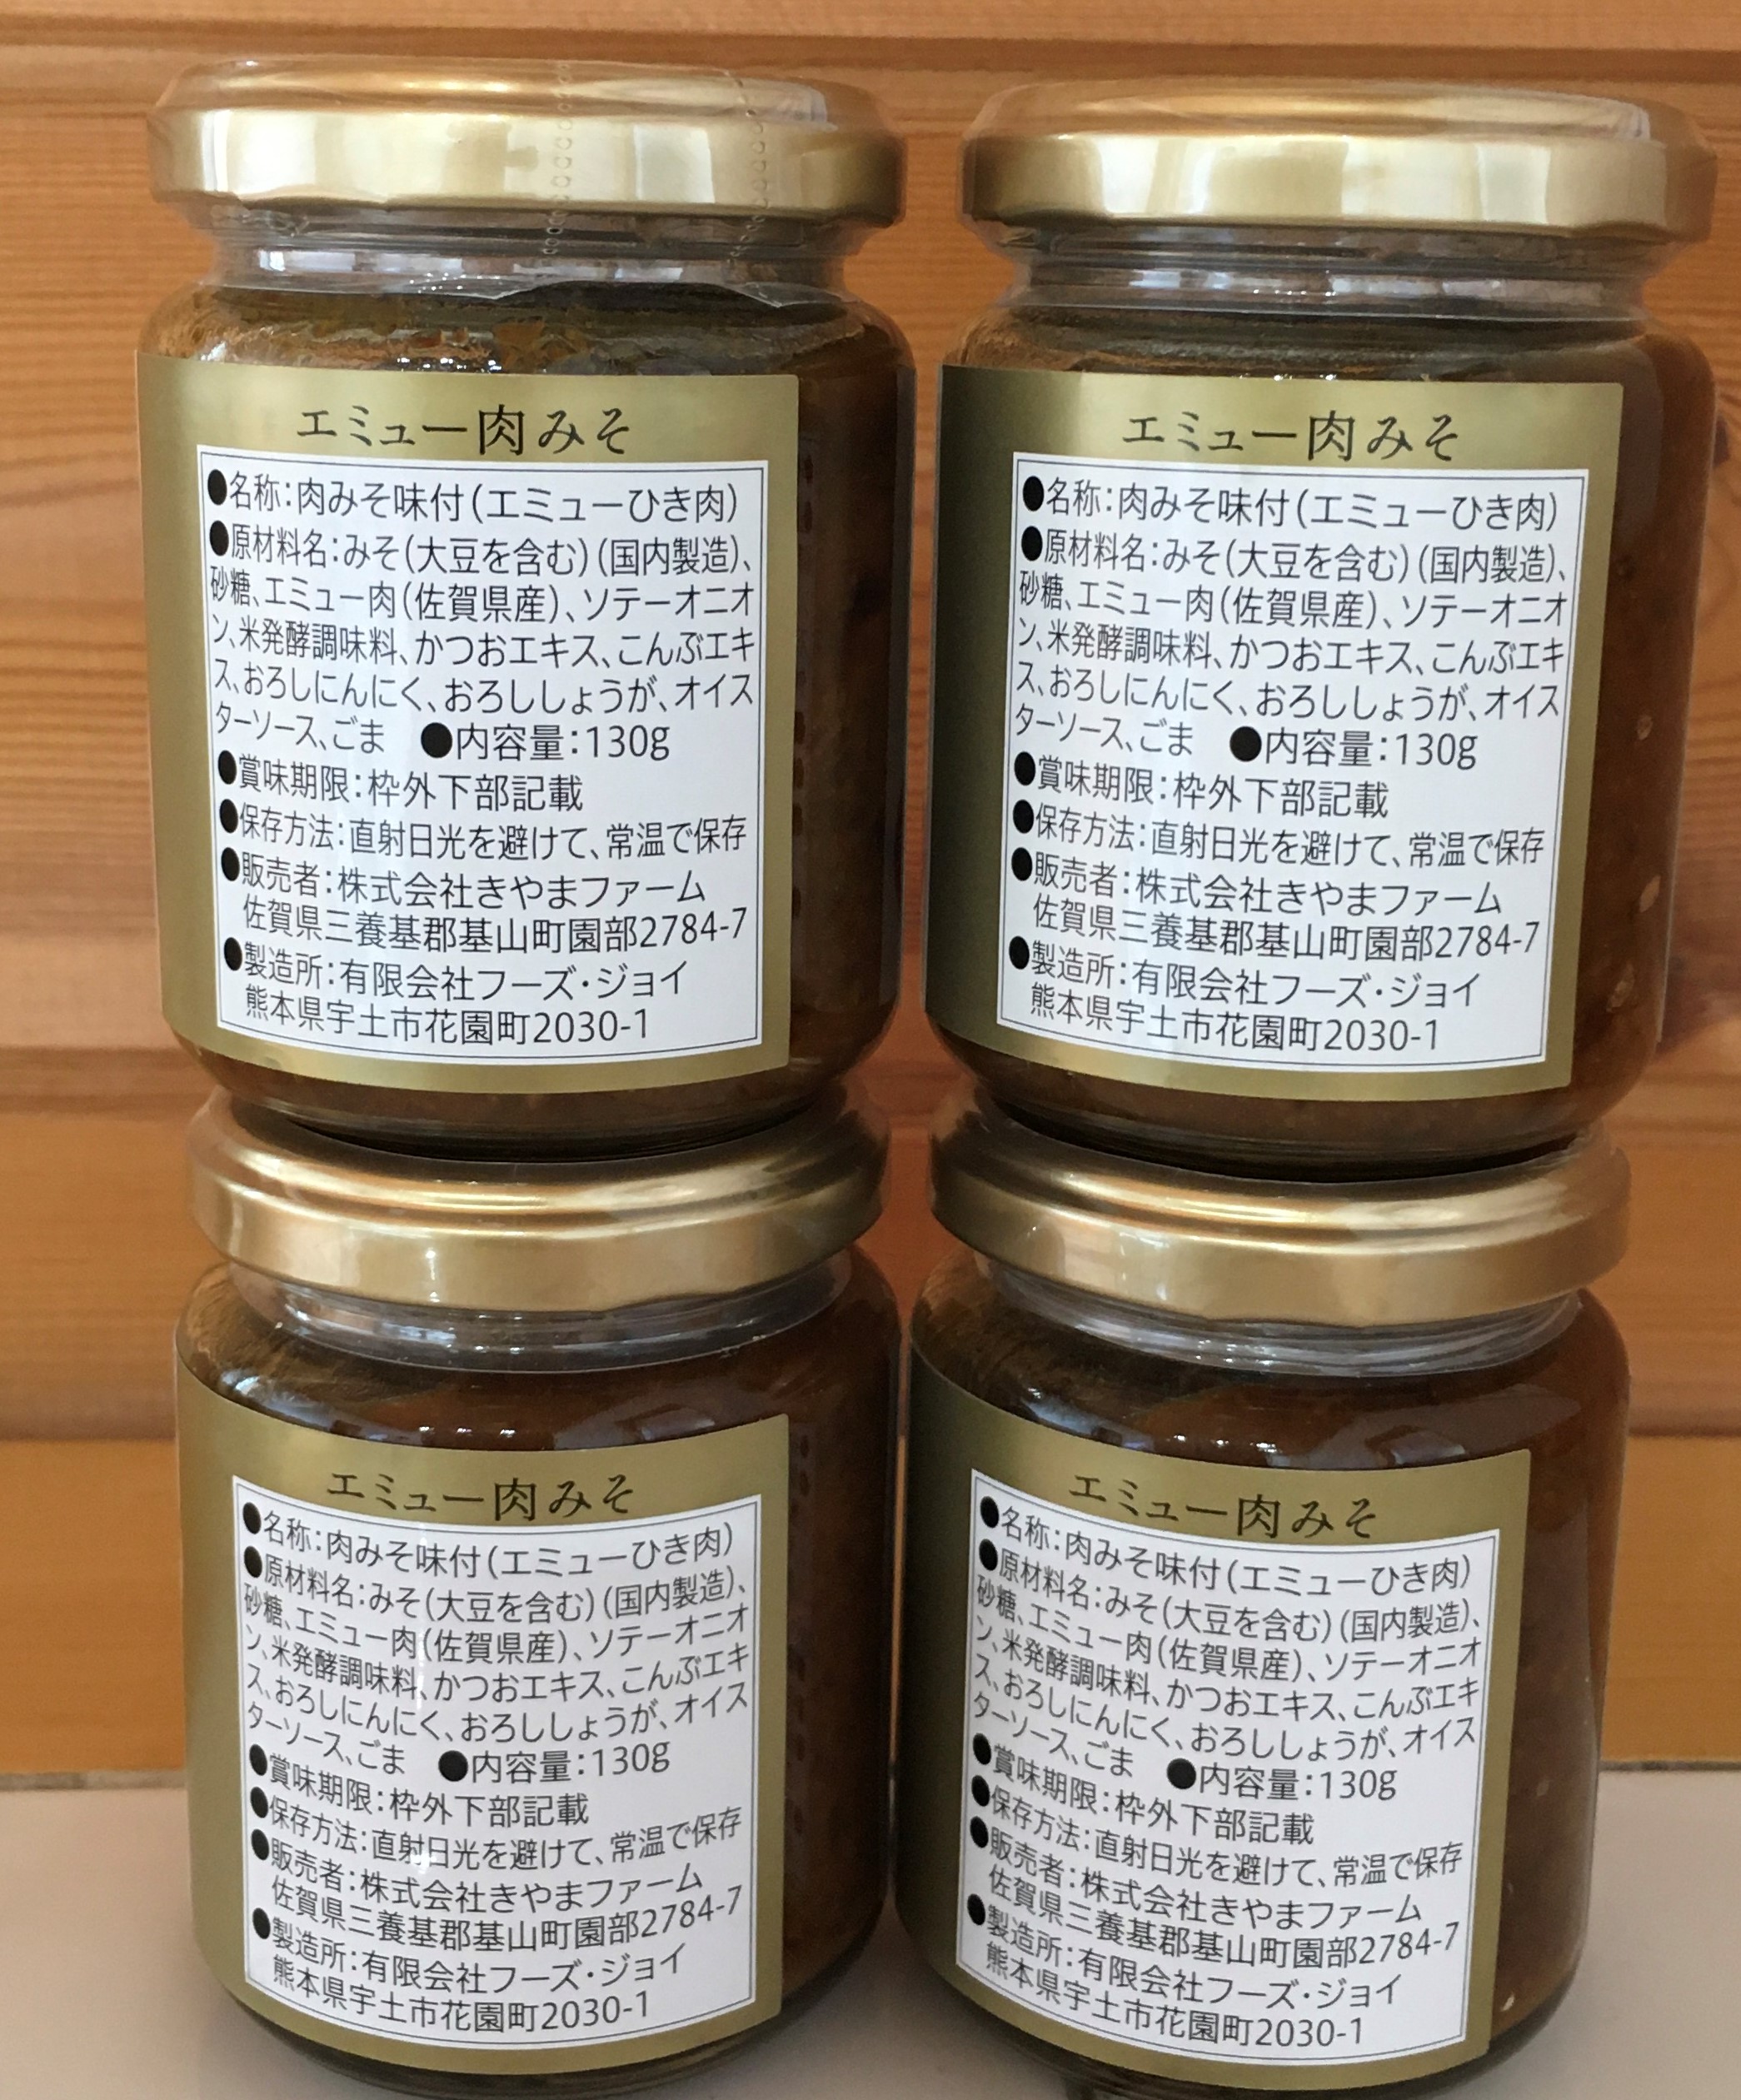 エミュー肉みそ
●名称：肉みそ味付（エミューひき肉）
●原材料名：みそ（大豆を含む）（国内製造）、
砂糖、エミュー肉（佐賀県産）、ソテーオニオ
ン、米発酵調味料、かつおエキス、こんぶエキ
ス、おろしにんにく、おろししょうが、オイス
ターソース、ごま　●内容量：130g
●賞味期限：枠外下部記載
●保存方法：直射日光を避けて、常温で保存
●販売者：株式会社きやまファーム
佐賀県三養基郡基山町園部2784-7
●製造所：有限会社フーズ・ジョイ
熊本県宇土市花園町2030-1
エミュー肉みそ
●名称：肉みそ味付（エミューひき肉）
●原材料名：みそ（大豆を含む）（国内製造）、
砂糖、エミュー肉（佐賀県産）、ソテーオニオ
ン、米発酵調味料、かつおエキス、こんぶエキ
ス、おろしにんにく、おろししょうが、オイス
ターソース、ごま　●内容量：130g
●賞味期限：枠外下部記載
●保存方法：直射日光を避けて、常温で保存
●販売者：株式会社きやまファーム
佐賀県三養基郡基山町園部2784-7
●製造所：有限会社フーズ・ジョイ
熊本県宇土市花園町2030-1
エミュー肉みそ
●名称：肉みそ味付（エミューひき肉）
●原材料名：みそ（大豆を含む）（国内製造）、
砂糖、エミュー肉（佐賀県産）、ソテーオニオ
ン、米発酵調味料、かつおエキス、こんぶエキ
ス、おろしにんにく、おろししょうが、オイス
ターソース、ごま　●内容量：130g
●賞味期限：枠外下部記載
●保存方法：直射日光を避けて、常温で保存
●販売者：株式会社きやまファーム
佐賀県三養基郡基山町園部2784-7
●製造所：有限会社フーズ・ジョイ
熊本県宇土市花園町2030-1
エミュー肉みそ
●名称：肉みそ味付（エミューひき肉）
●原材料名：みそ（大豆を含む）（国内製造）、
砂糖、エミュー肉（佐賀県産）、ソテーオニオ
ン、米発酵調味料、かつおエキス、こんぶエキ
ス、おろしにんにく、おろししょうが、オイス
ターソース、ごま　●内容量：130g
●賞味期限：枠外下部記載
●保存方法：直射日光を避けて、常温で保存
●販売者：株式会社きやまファーム
佐賀県三養基郡基山町園部2784-7
●製造所：有限会社フーズ・ジョイ
熊本県宇土市花園町2030-1